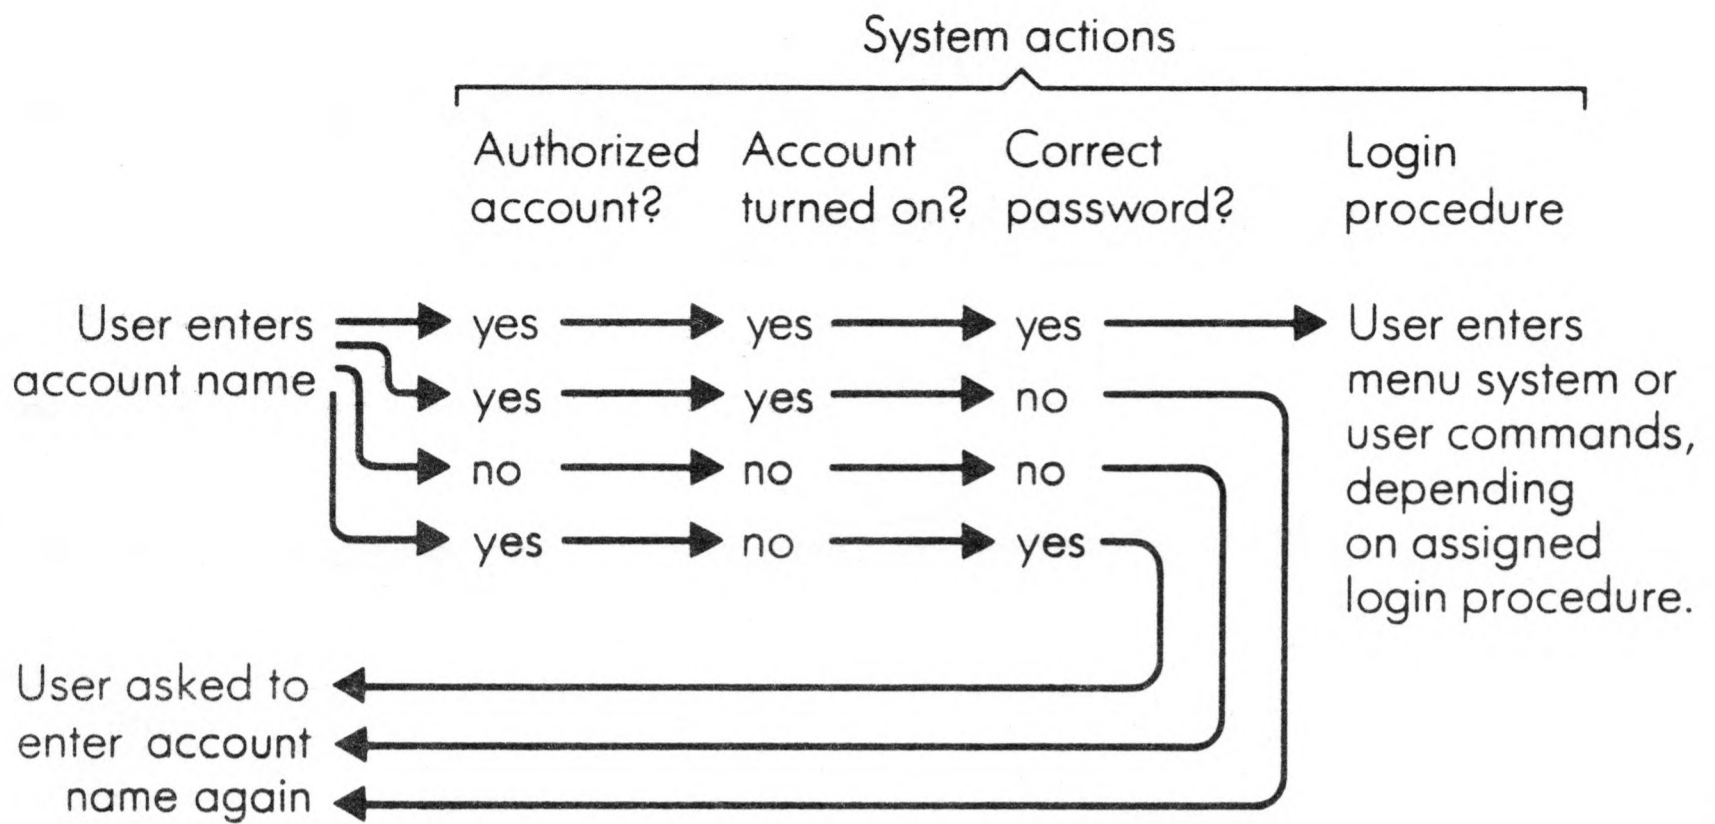 System actions
Authorized account?
Account turned on?
Correct password?
Login procedure
User enters account name
yes yes yes
User enters
menu system or
user commands,
depending
on assigned
login procedure.
yes yes no
no no no
yes no yes
User asked to
enter account
name again